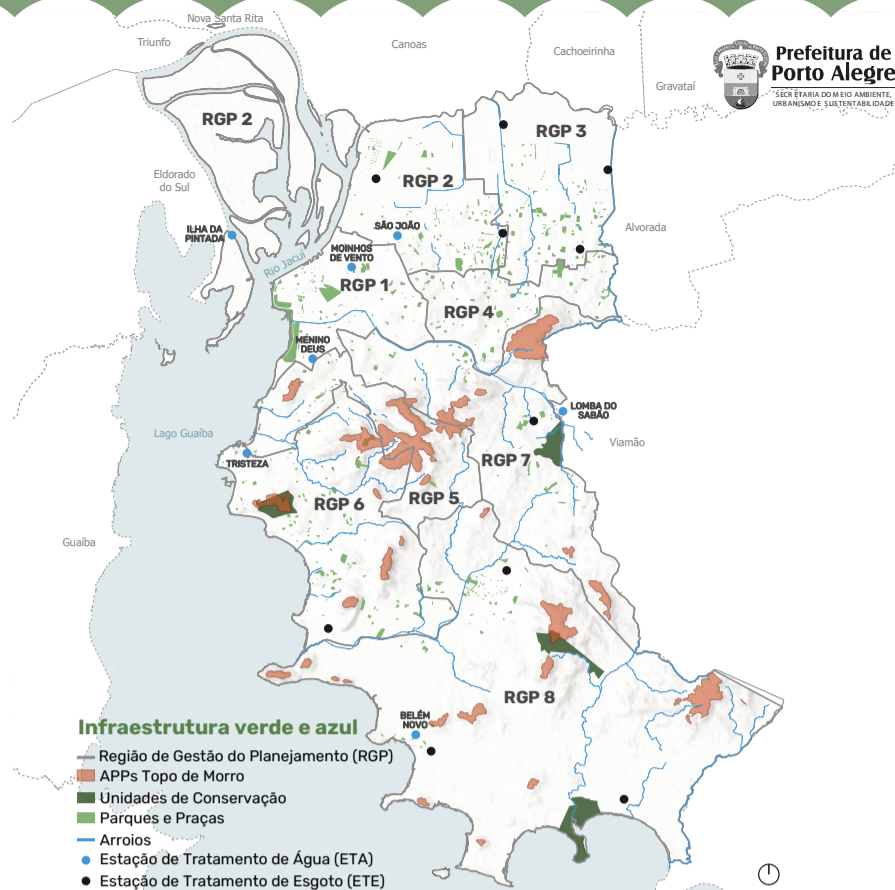 Nova Santa Rita
Triunfo
Canoas
Cachoeirinha
Gravataí
Prefeitura de
Porto Alegre
SECRETARIA DO MEIO AMBIENTE,
URBANISMO E SUSTENTABILIDADE
RGP 2
RGP 3
RGP 2
Eldorado
do Sul
ILHA DA
PINTADA
SÃO JOÃO
Alvorada
MOINHOS
DE VENTO
Rio Jacuí
RGP 1
RGP 4
MENINO
DEUS
LOMBA DO
SABÃO
Lago Guaíba
Viamão
TRISTEZA
RGP 7
RGP 5
RGP 6
Guaíba
RGP 8
BELÉM
NOVO
Infraestrutura verde e azul
Região de Gestão do Planejamento (RGP)
APPs Topo de Morro
Unidades de Conservação
Parques e Praças
Arroios
Estação de Tratamento de Água (ETA)
Estação de Tratamento de Esgoto (ETE)